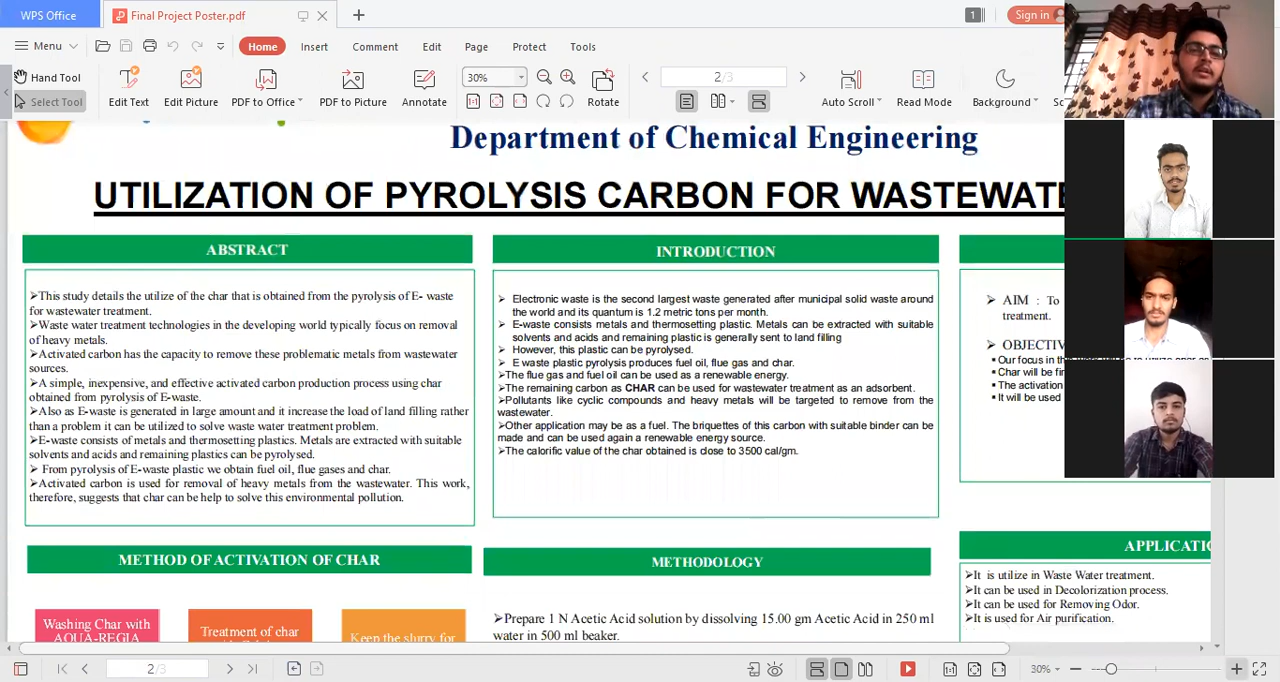 WPS Office
Final Project Poster.pdf
1
Sign in
Menu
Home
Insert
Comment
Edit
Page
Protect
Tools
Hand Tool
Select Tool
Edit Text
Edit Picture
PDF to Office
PDF to Picture
Annotate
30%
Rotate
2/3
Auto Scroll
Read Mode
Background
Department of Chemical Engineering
UTILIZATION OF PYROLYSIS CARBON FOR WASTEWATE
ABSTRACT
➢This study details the utilize of the char that is obtained from the pyrolysis of E- waste
for wastewater treatment.
➢Waste water treatment technologies in the developing world typically focus on removal
of heavy metals.
➢Activated carbon has the capacity to remove these problematic metals from wastewater
sources.
➢A simple, inexpensive, and effective activated carbon production process using char
obtained from pyrolysis of E-waste.
➢Also as E-waste is generated in large amount and it increase the load of land filling rather
than a problem it can be utilized to solve waste water treatment problem.
➢E-waste consists of metals and thermosetting plastics. Metals are extracted with suitable
solvents and acids and remaining plastics can be pyrolysed.
➢ From pyrolysis of E-waste plastic we obtain fuel oil, flue gases and char.
➢Activated carbon is used for removal of heavy metals from the wastewater. This work,
therefore, suggests that char can be help to solve this environmental pollution.
INTRODUCTION
➢ Electronic waste is the second largest waste generated after municipal solid waste around
the world and its quantum is 1.2 metric tons per month.
➢ E-waste consists metals and thermosetting plastic. Metals can be extracted with suitable
solvents and acids and remaining plastic is generally sent to land filling
➢ However, this plastic can be pyrolysed.
➢ E waste plastic pyrolysis produces fuel oil, flue gas and char.
➢The flue gas and fuel oil can be used as a renewable energy.
➢The remaining carbon as CHAR can be used for wastewater treatment as an adsorbent.
➢Pollutants like cyclic compounds and heavy metals will be targeted to remove from the
wastewater.
➢Other application may be as a fuel. The briquettes of this carbon with suitable binder can be
made and can be used again a renewable energy source.
➢The calorific value of the char obtained is close to 3500 cal/gm.
➢ AIM : To
treatment.
➢ OBJECTIV
▪ Our focus in
▪ Char will be fin
▪ The activation
▪ It will be used
METHOD OF ACTIVATION OF CHAR
Washing Char with
AQUA-REGIA
Treatment of char
Keep the slurry for
METHODOLOGY
➢Prepare 1 N Acetic Acid solution by dissolving 15.00 gm Acetic Acid in 250 ml
water in 500 ml beaker.
APPLICATIO
➢It is utilize in Waste Water treatment.
➢It can be used in Decolorization process.
➢It can be used for Removing Odor.
➢It is used for Air purification.
2/3
30%